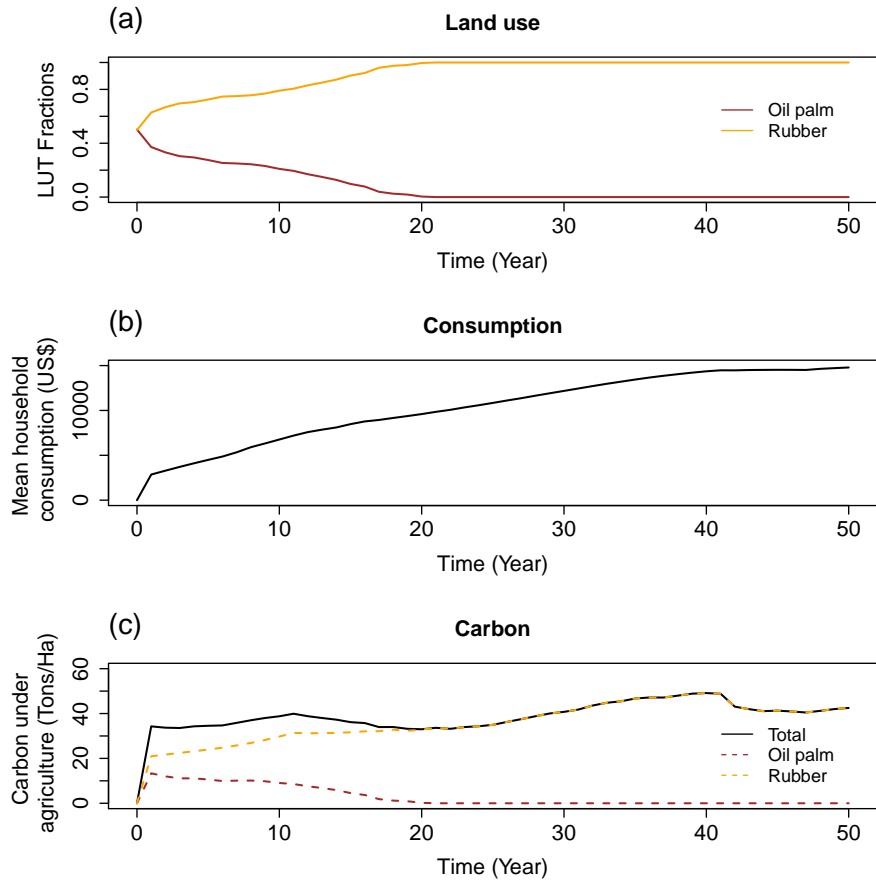 (a)
Land use
LUT Fractions
0.0 0.4 0.8
Oil palm
Rubber
0 10 20 30 40 50
Time (Year)
(b)
Consumption
Mean household
consumption (US$)
0 10000
0 10 20 30 40 50
Time (Year)
(c)
Carbon
Carbon under
agriculture (Tons/Ha)
0 20 40 60
Total
Oil palm
Rubber
0 10 20 30 40 50
Time (Year)